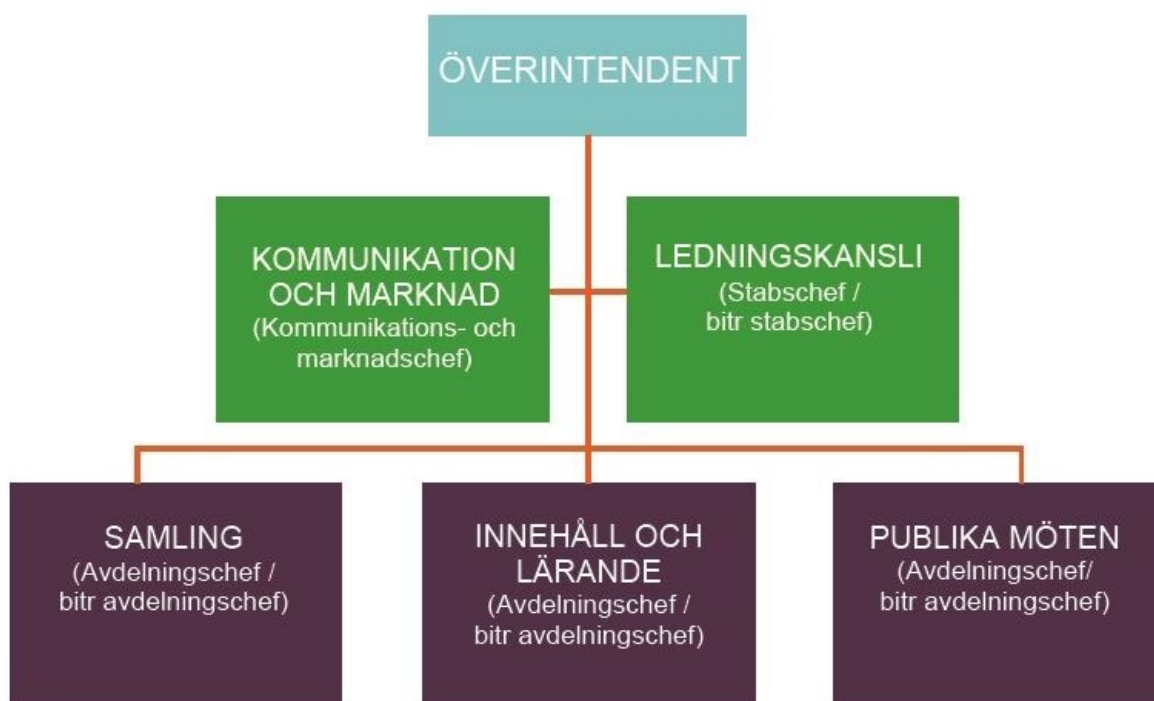 ÖVERINTENDENT
KOMMUNIKATION
OCH MARKNAD
(Kommunikations- och
marknadschef)
LEDNINGSKANSLI
(Stabschef /
bitr stabschef)
SAMLING
(Avdelningschef /
bitr avdelningschef)
INNEHÅLL OCH
LÄRANDE
(Avdelningschef /
bitr avdelningschef)
PUBLIKA MÖTEN
(Avdelningschef/
bitr avdelningschef)